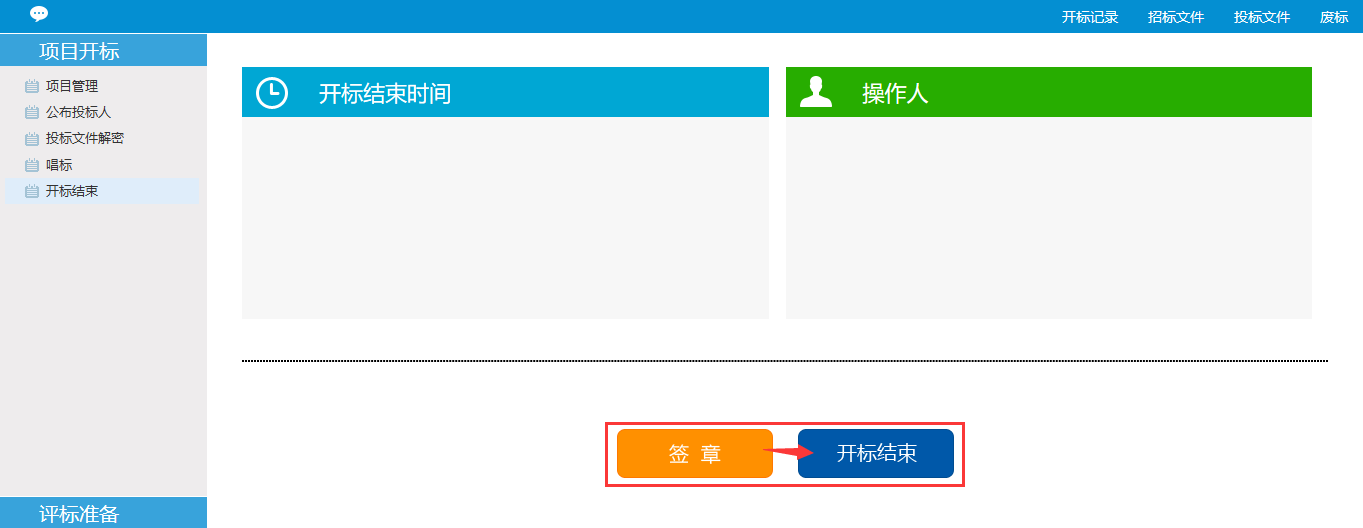 开标记录 招标文件 投标文件 废标
项目开标
项目管理
公布投标人
投标文件解密
唱标
开标结束
开标结束时间
操作人
签 章
开标结束
评标准备